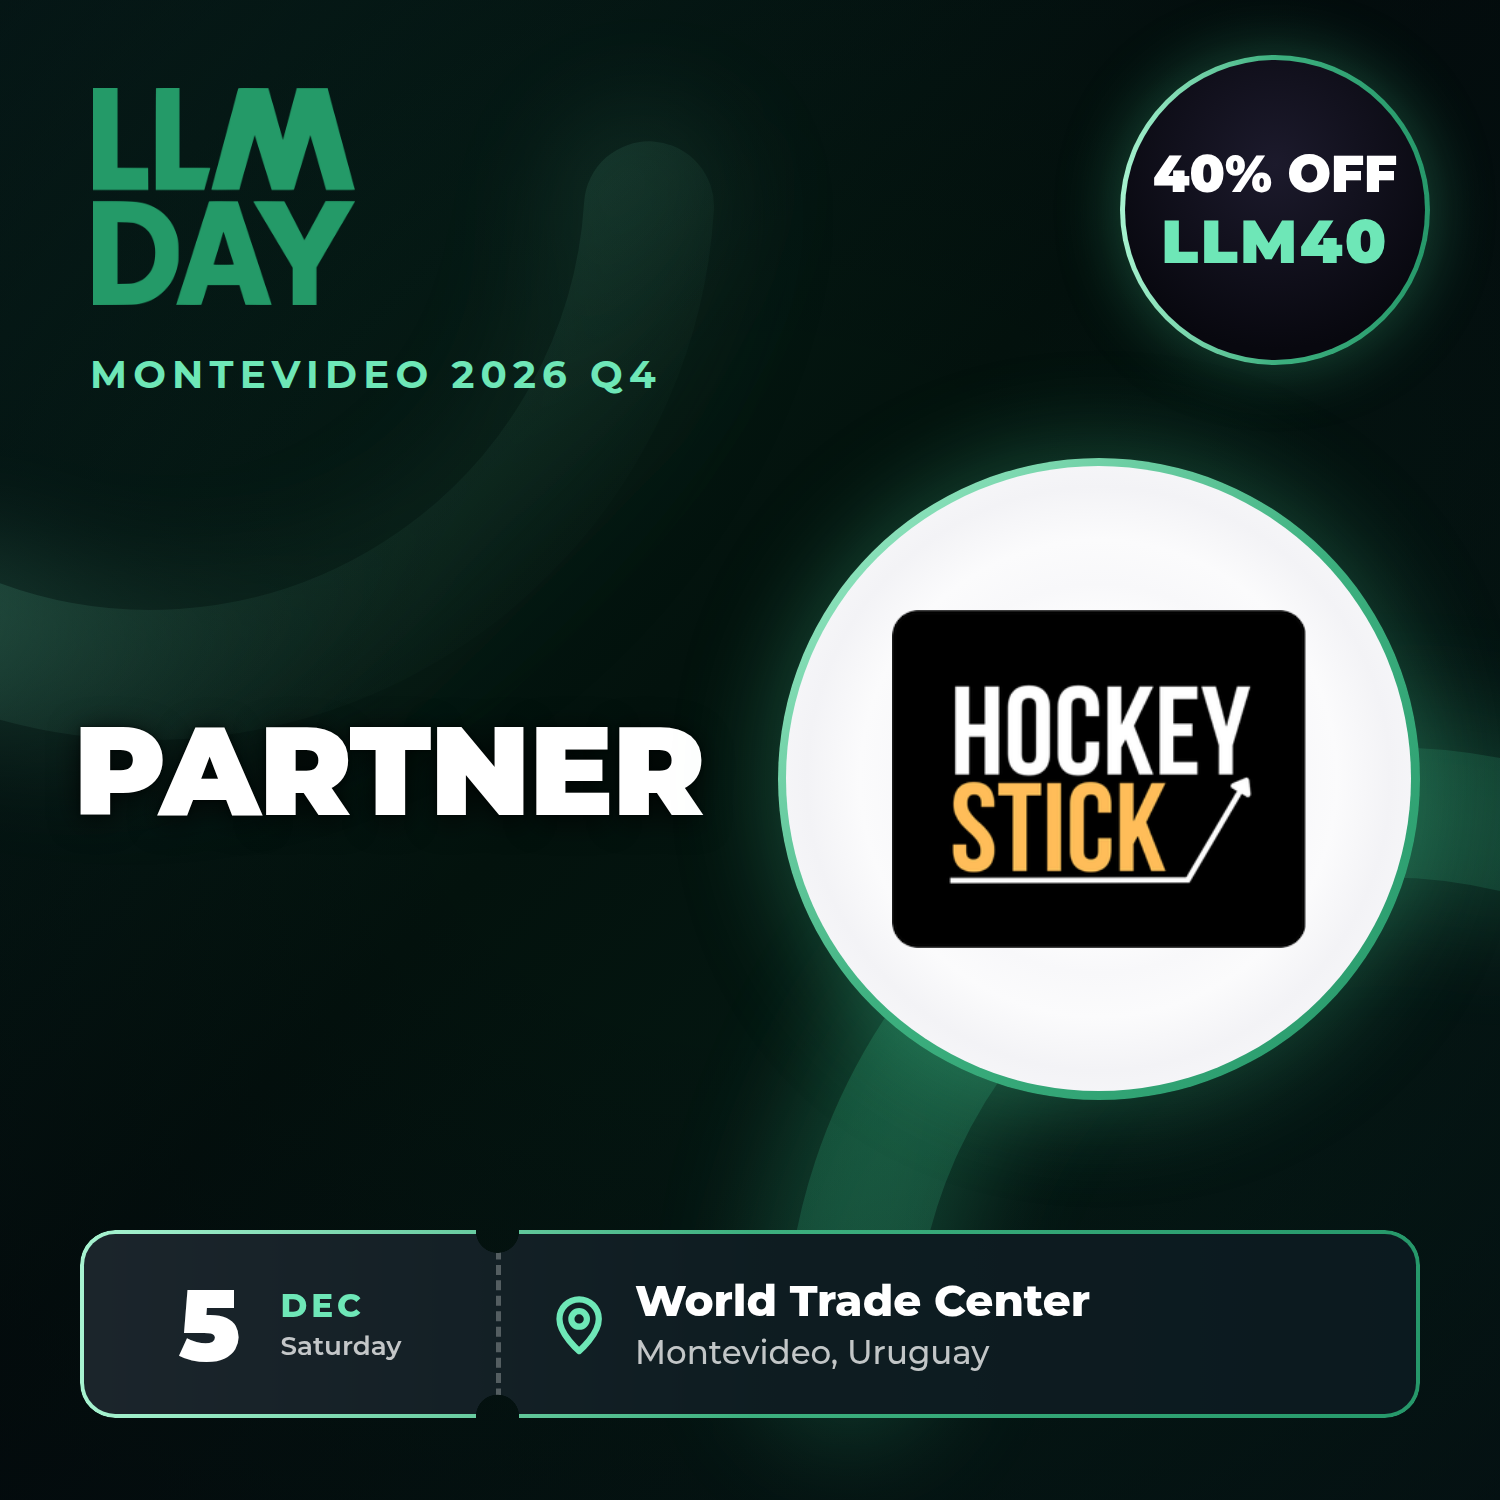 LLM
DAY
MONTEVIDEO 2026 Q4
40% OFF
LLM40
PARTNER
HOCKEY
STICK
5
DEC
Saturday
World Trade Center
Montevideo, Uruguay